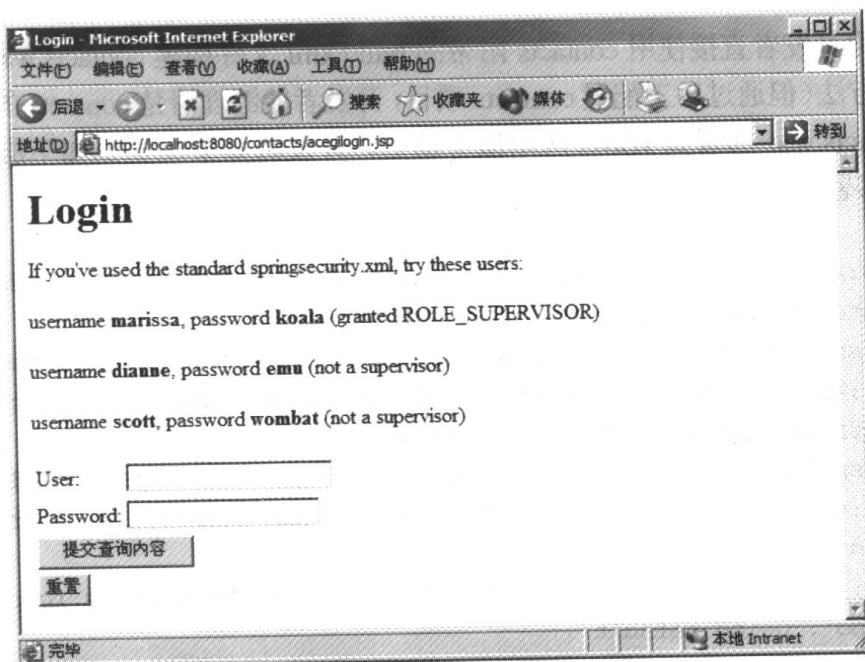 Login - Microsoft Internet Explorer
文件(F) 编辑(E) 查看(V) 收藏(A) 工具(T) 帮助(H)
后退 搜索 收藏夹 媒体
地址(D) http://localhost:8080/contacts/acegilogin.jsp 转到
Login
If you've used the standard springsecurity.xml, try these users:
username marissa, password koala (granted ROLE_SUPERVISOR)
username dianne, password emu (not a supervisor)
username scott, password wombat (not a supervisor)
User:
Password:
提交查询内容
重置
完毕 本地 Intranet